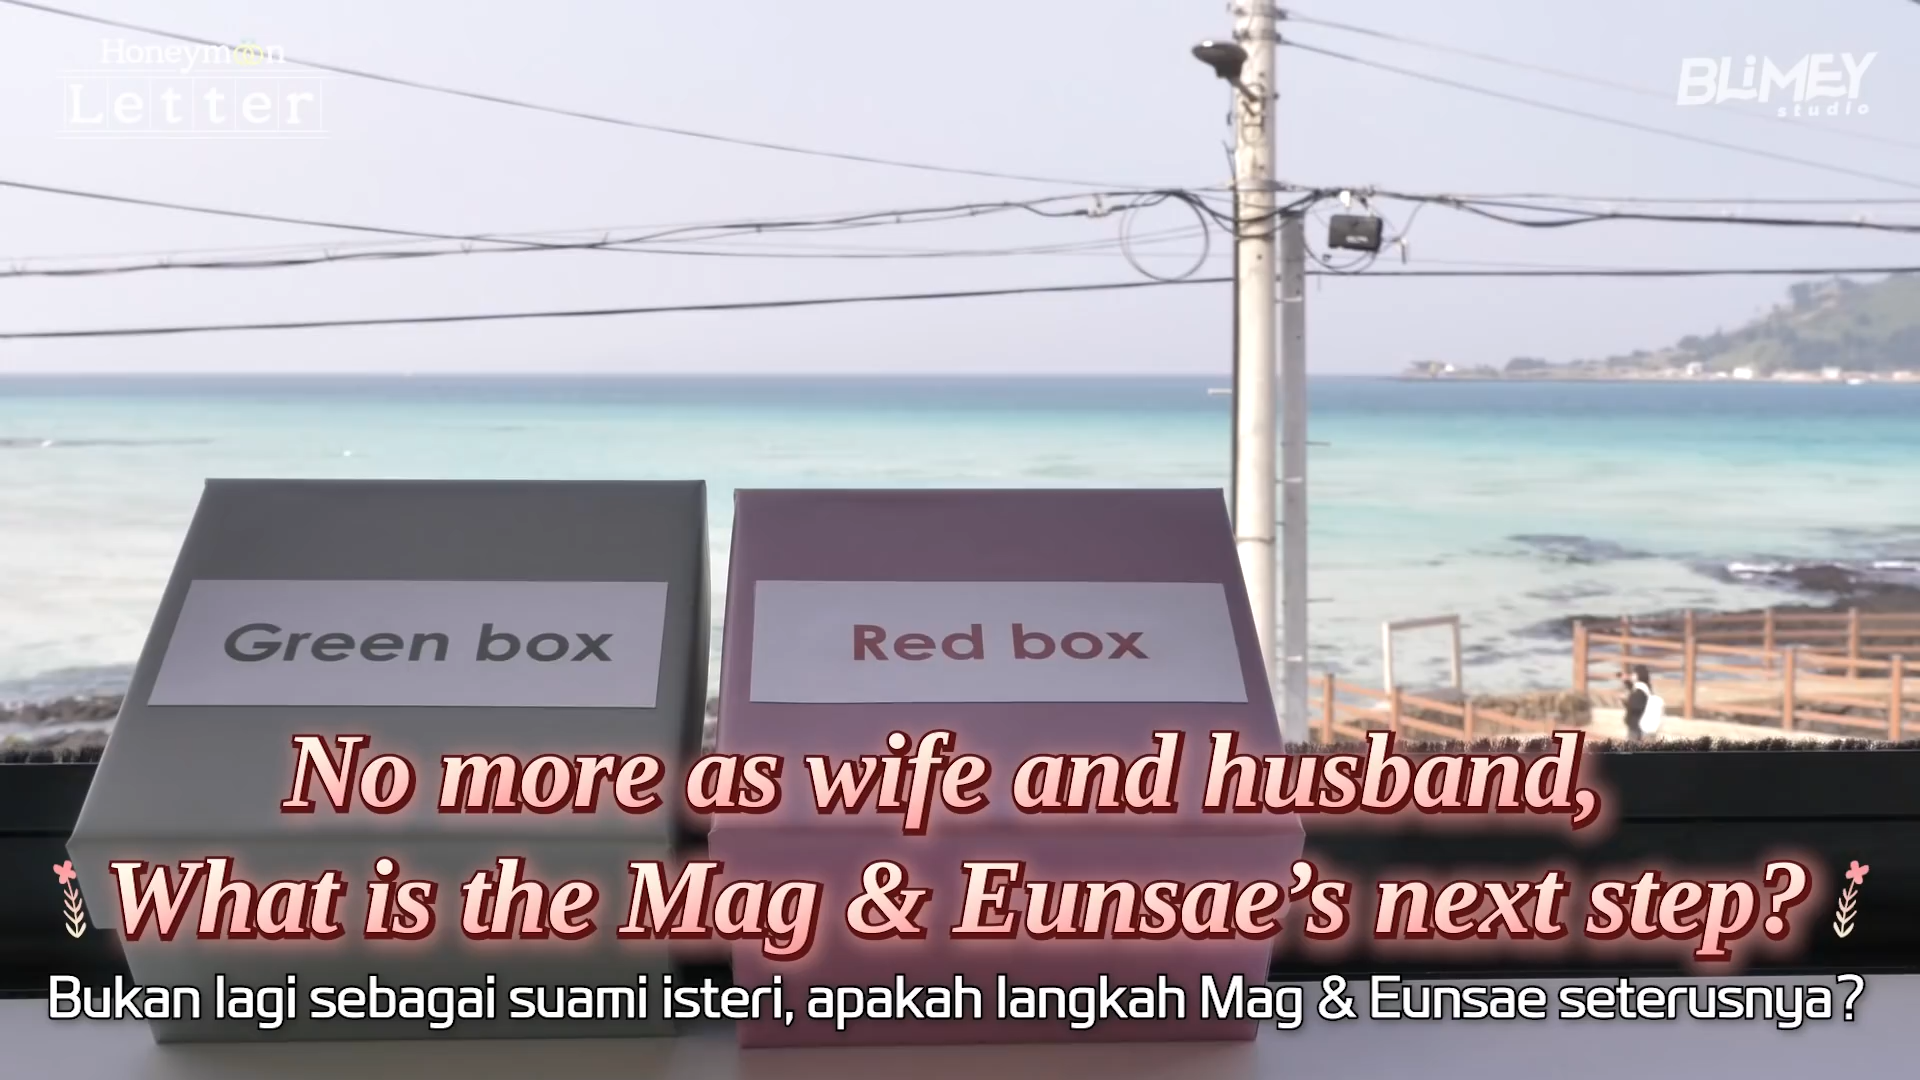 Honeymoon
Letter
BLiMEY
studio
Green box
Red box
No more as wife and husband,
What is the Mag & Eunsae’s next step?
Bukan lagi sebagai suami isteri, apakah langkah Mag & Eunsae seterusnya?